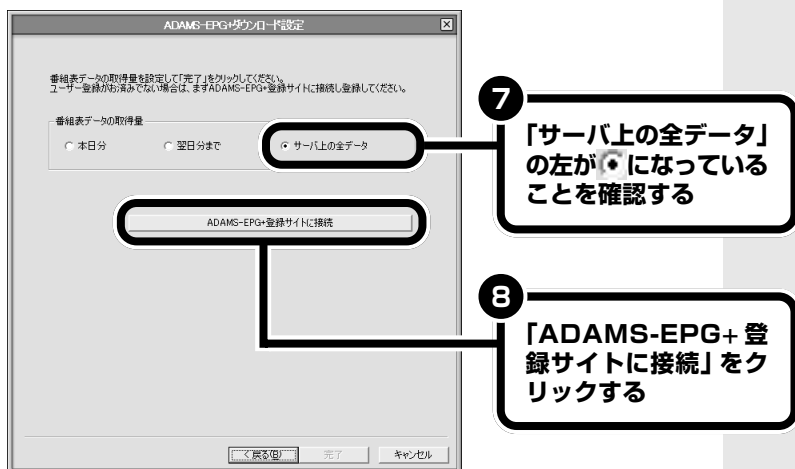 ADAMS-EPG+ダウンロード設定
番組表データの取得量を設定して「完了」をクリックしてください。
ユーザー登録がお済みでない場合は、まずADAMS-EPG+登録サイトに接続し登録してください。
番組表データの取得量
本日分 翌日分まで サーバ上の全データ
ADAMS-EPG+登録サイトに接続
< 戻る(B) 完了 キャンセル
7
「サーバ上の全データ」
の左が になっている
ことを確認する
8
「ADAMS-EPG+ 登
録サイトに接続」をク
リックする